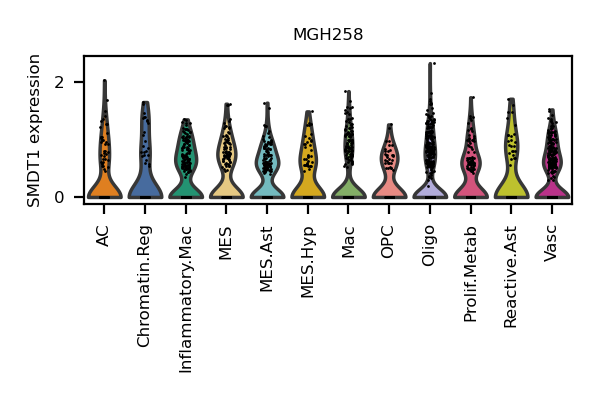 MGH258
SMDT1 expression
2
0
AC
Chromatin.Reg
Inflammatory.Mac
MES
MES.Ast
MES.Hyp
Mac
OPC
Oligo
Prolif.Metab
Reactive.Ast
Vasc